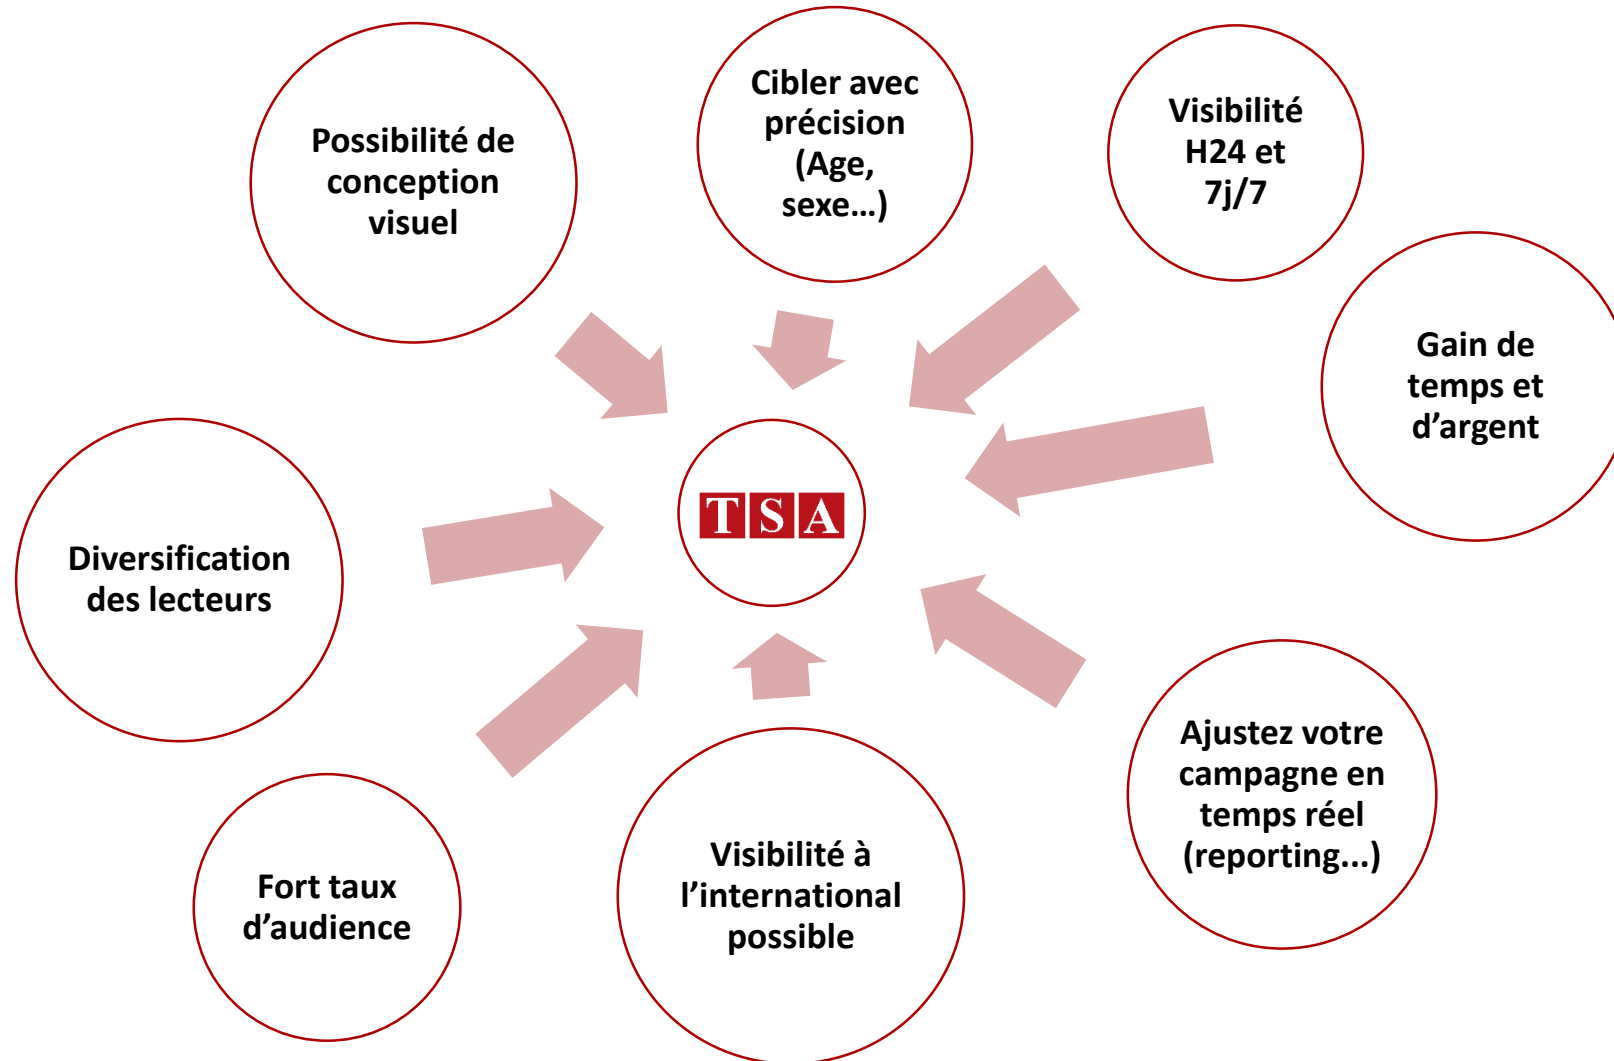 Possibilité de
conception
visuel
Cibler avec
précision
(Age,
sexe...)
Visibilité
H24 et
7j/7
Gain de
temps et
d’argent
Ajustez votre
campagne en
temps réel
(reporting...)
Visibilité à
l’international
possible
Fort taux
d’audience
Diversification
des lecteurs
TSA